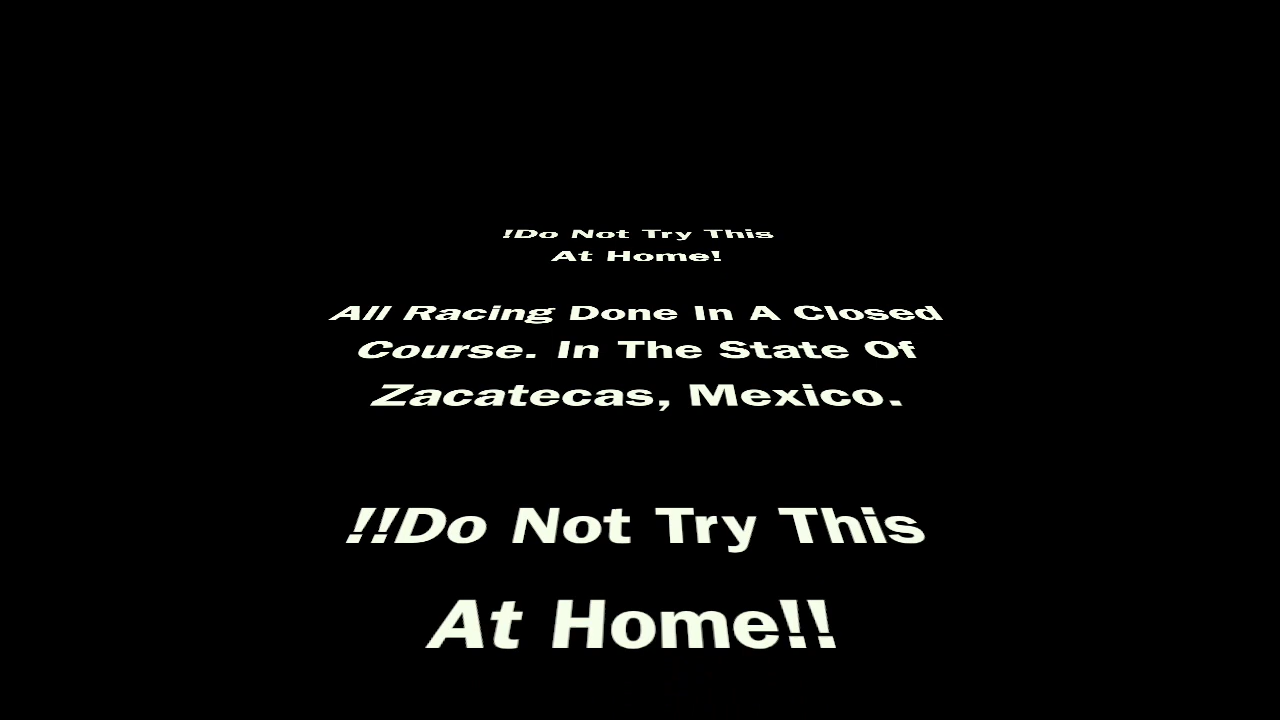 !Do Not Try This
At Home!
All Racing Done In A Closed
Course. In The State Of
Zacatecas, Mexico.
!!Do Not Try This
At Home!!